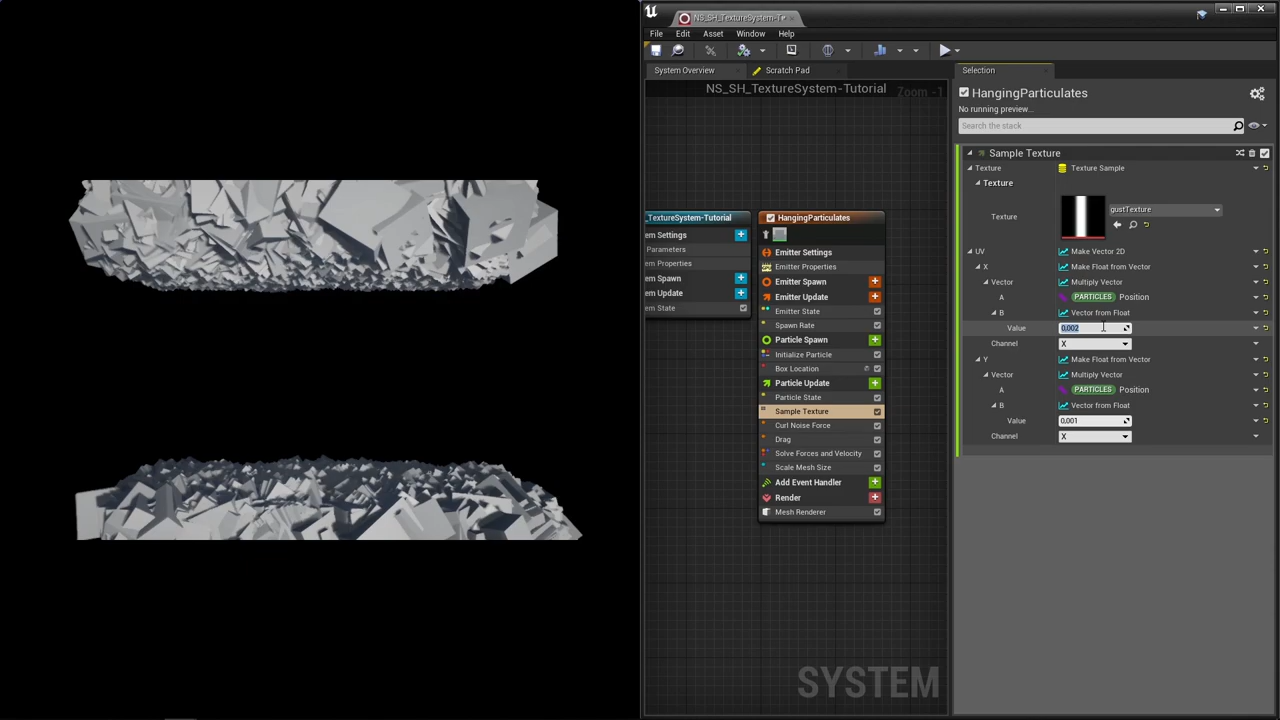 NS_SH_TextureSystem-Te
File Edit Asset Window Help
System Overview
Scratch Pad
NS_SH_TextureSystem-Tutorial
Zoom -1
_TextureSystem-Tutorial
em Settings
Parameters
em Properties
em Spawn
em Update
em State
HangingParticulates
Emitter Settings
Emitter Properties
Emitter Spawn
Emitter Update
Emitter State
Spawn Rate
Particle Spawn
Initialize Particle
Box Location
Particle Update
Particle State
Sample Texture
Curl Noise Force
Drag
Solve Forces and Velocity
Scale Mesh Size
Add Event Handler
Render
Mesh Renderer
SYSTEM
Selection
HangingParticulates
No running preview...
Search the stack
Sample Texture
Texture Texture Sample
Texture
Texture gustTexture
UV Make Vector 2D
X Make Float from Vector
Vector Multiply Vector
A PARTICLES Position
B Vector from Float
Value 0,002
Channel X
Y Make Float from Vector
Vector Multiply Vector
A PARTICLES Position
B Vector from Float
Value 0,001
Channel X